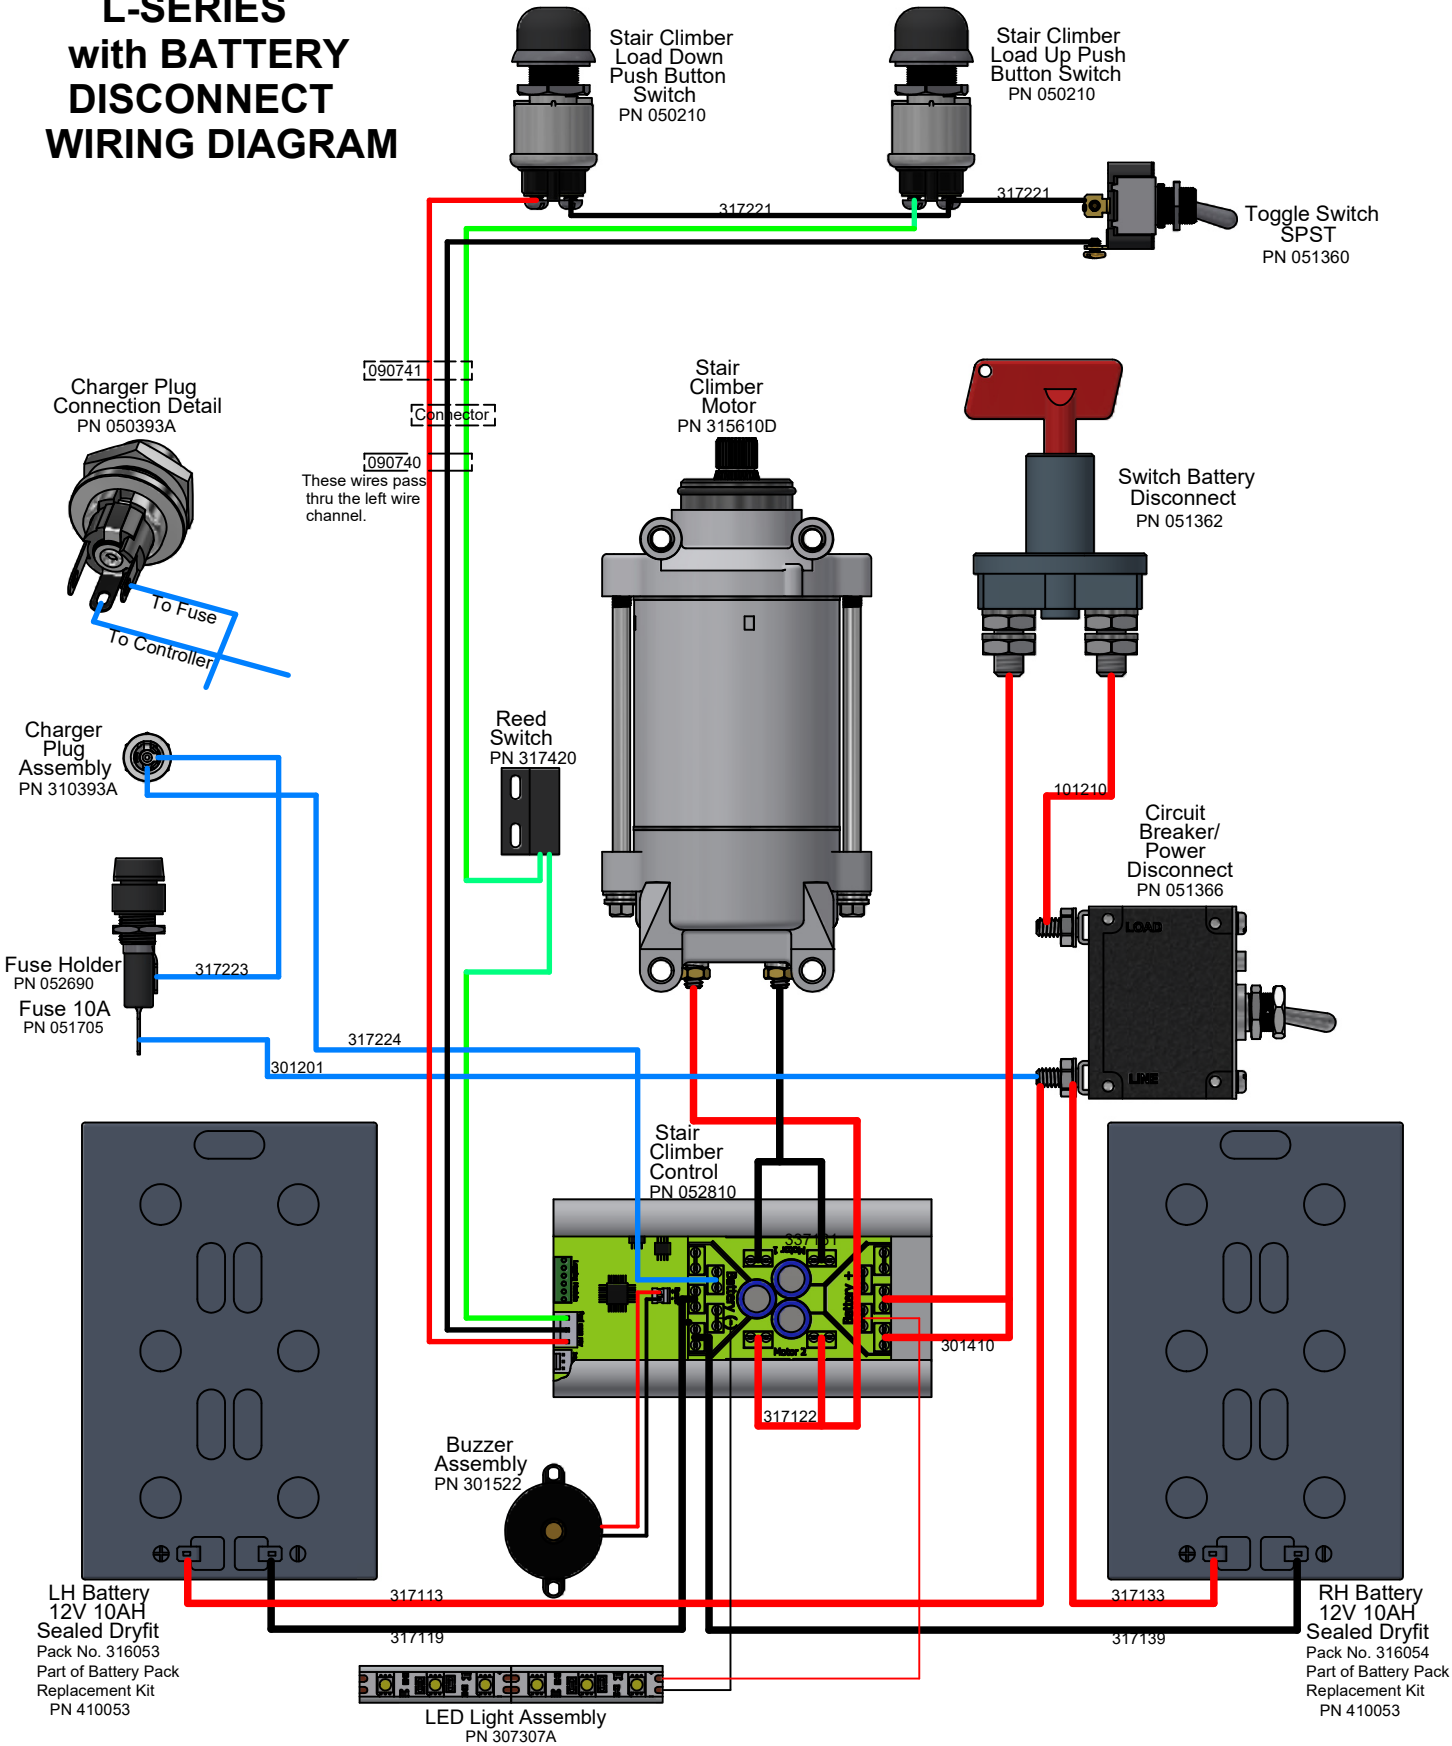 L-SERIES
with BATTERY
DISCONNECT
WIRING DIAGRAM
Stair Climber
Load Down
Push Button
Switch
PN 050210
Stair Climber
Load Up Push
Button Switch
PN 050210
317221
317221
Toggle Switch
SPST
PN 051360
090741
Connector
090740
These wires pass
thru the left wire
channel.
Charger Plug
Connection Detail
PN 050393A
To Fuse
To Controller
Stair
Climber
Motor
PN 315610D
Switch Battery
Disconnect
PN 051362
Charger
Plug
Assembly
PN 310393A
Reed
Switch
PN 317420
101210
Circuit
Breaker/
Power
Disconnect
PN 051366
LOAD
LINE
Fuse Holder
PN 052690
Fuse 10A
PN 051705
317223
317224
301201
Stair
Climber
Control
PN 052810
337161
Motor 1
Battery (-)
Battery +
Motor 2
301410
317122
Buzzer
Assembly
PN 301522
LH Battery
12V 10AH
Sealed Dryfit
Pack No. 316053
Part of Battery Pack
Replacement Kit
PN 410053
317113
317119
317133
317139
RH Battery
12V 10AH
Sealed Dryfit
Pack No. 316054
Part of Battery Pack
Replacement Kit
PN 410053
LED Light Assembly
PN 307307A